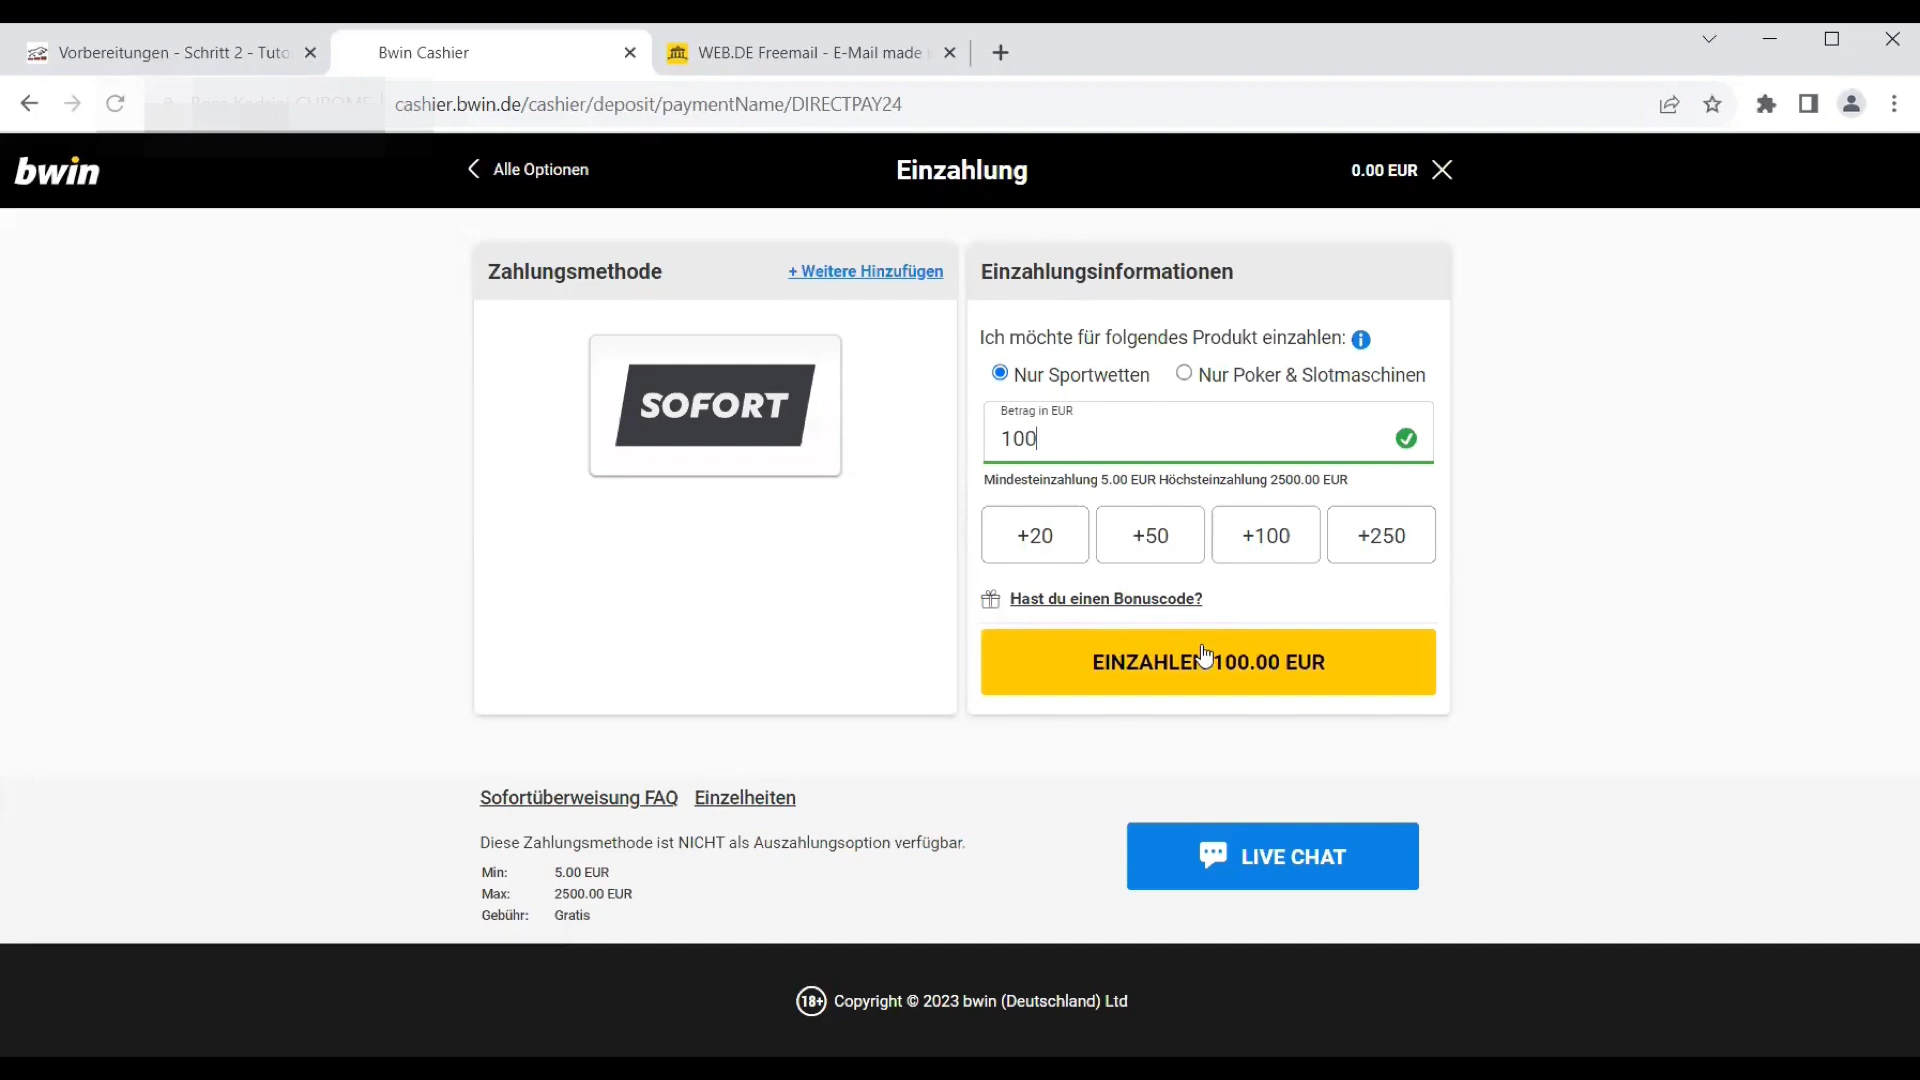 Vorbereitungen - Schritt 2 - Tuto
Bwin Cashier
WEB.DE Freemail - E-Mail made
cashier.bwin.de/cashier/deposit/paymentName/DIRECTPAY24
bwin
Alle Optionen
Einzahlung
0.00 EUR
Zahlungsmethode
+ Weitere Hinzufügen
SOFORT
Einzahlungsinformationen
Ich möchte für folgendes Produkt einzahlen:
Nur Sportwetten Nur Poker & Slotmaschinen
Betrag in EUR
100
Mindesteinzahlung 5.00 EUR Höchsteinzahlung 2500.00 EUR
+20 +50 +100 +250
Hast du einen Bonuscode?
EINZAHLEN 100.00 EUR
Sofortüberweisung FAQ Einzelheiten
Diese Zahlungsmethode ist NICHT als Auszahlungsoption verfügbar.
Min: 5.00 EUR
Max: 2500.00 EUR
Gebühr: Gratis
LIVE CHAT
18+ Copyright © 2023 bwin (Deutschland) Ltd